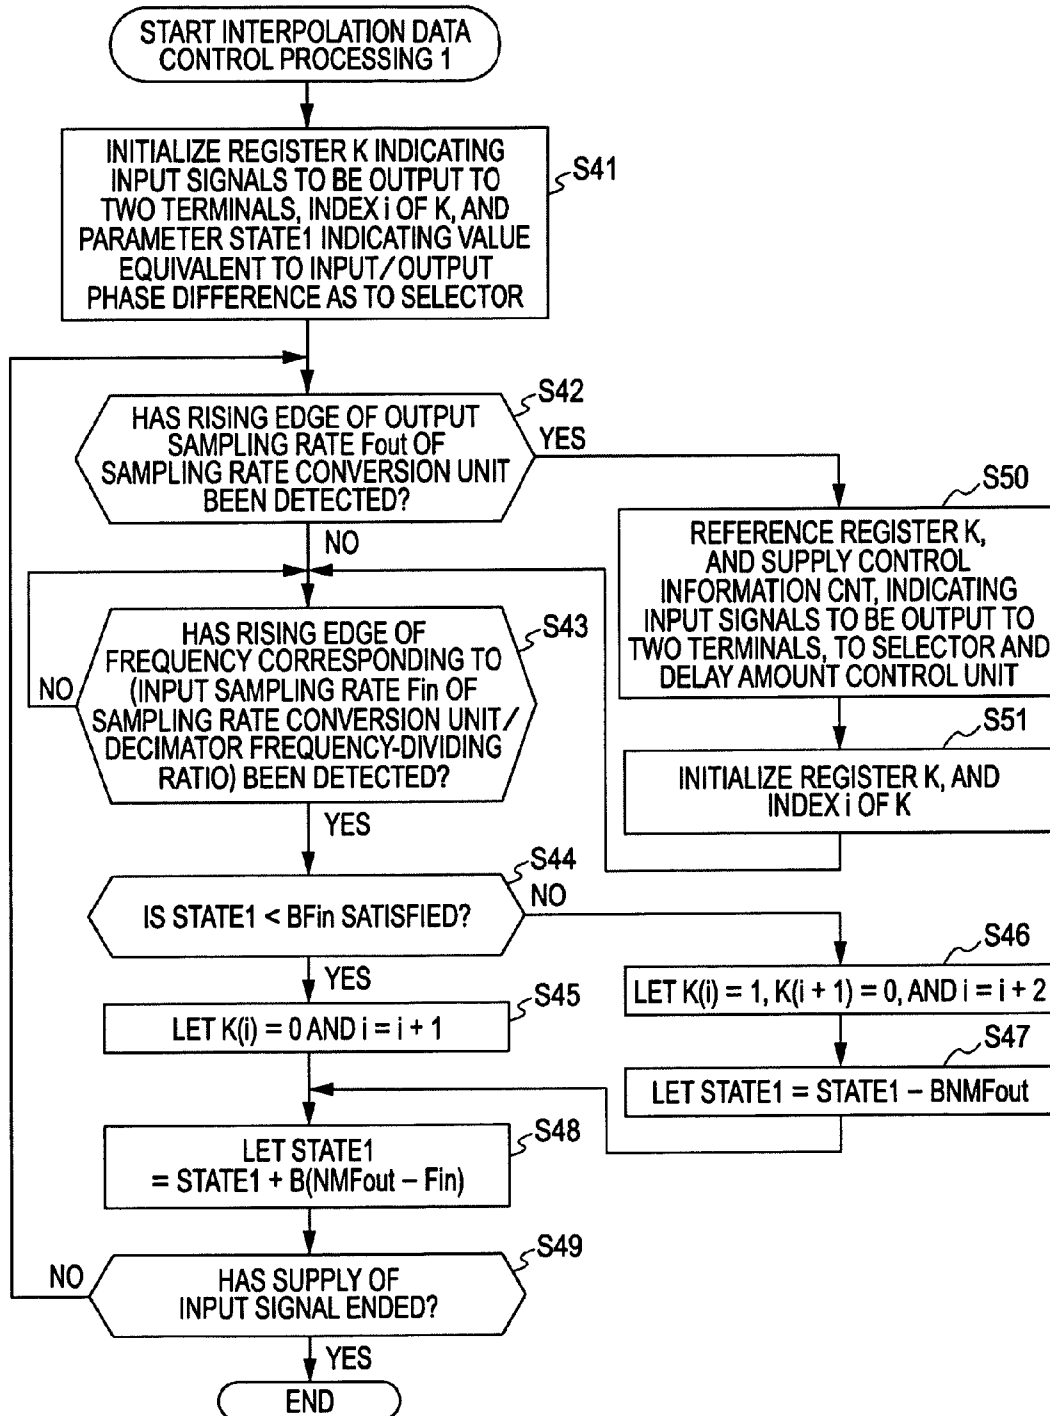 START INTERPOLATION DATA
CONTROL PROCESSING 1
INITIALIZE REGISTER K INDICATING
INPUT SIGNALS TO BE OUTPUT TO
TWO TERMINALS, INDEX i OF K, AND
PARAMETER STATE1 INDICATING VALUE
EQUIVALENT TO INPUT/OUTPUT
PHASE DIFFERENCE AS TO SELECTOR
S41
HAS RISING EDGE OF OUTPUT
SAMPLING RATE Fout OF
SAMPLING RATE CONVERSION UNIT
BEEN DETECTED?
S42
YES
NO
S50
REFERENCE REGISTER K,
AND SUPPLY CONTROL
INFORMATION CNT, INDICATING
INPUT SIGNALS TO BE OUTPUT TO
TWO TERMINALS, TO SELECTOR AND
DELAY AMOUNT CONTROL UNIT
S51
INITIALIZE REGISTER K, AND
INDEX i OF K
HAS RISING EDGE OF
FREQUENCY CORRESPONDING TO
(INPUT SAMPLING RATE Fin OF
SAMPLING RATE CONVERSION UNIT/
DECIMATOR FREQUENCY-DIVIDING
RATIO) BEEN DETECTED?
S43
NO
YES
IS STATE1 < BFin SATISFIED?
S44
NO
YES
S46
LET K(i) = 1, K(i + 1) = 0, AND i = i + 2
S47
LET STATE1 = STATE1 – BNMFout
LET K(i) = 0 AND i = i + 1
S45
LET STATE1
= STATE1 + B(NMFout – Fin)
S48
HAS SUPPLY OF
INPUT SIGNAL ENDED?
S49
NO
YES
END